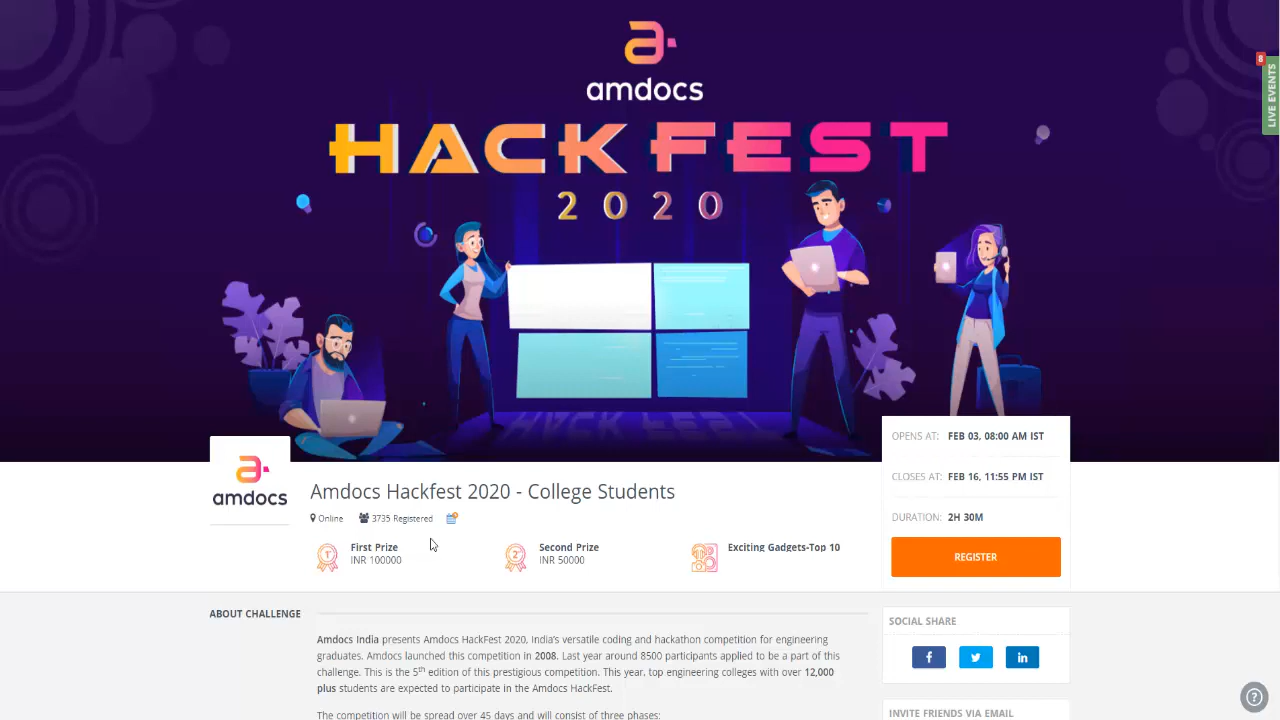 amdocs
HACKFEST
2020
8
LIVE EVENTS
amdocs
Amdocs Hackfest 2020 - College Students
Online 3735 Registered
First Prize
INR 100000
Second Prize
INR 50000
Exciting Gadgets-Top 10
OPENS AT: FEB 03, 08:00 AM IST
CLOSES AT: FEB 16, 11:55 PM IST
DURATION: 2H 30M
REGISTER
ABOUT CHALLENGE
Amdocs India presents Amdocs HackFest 2020, India's versatile coding and hackathon competition for engineering
graduates. Amdocs launched this competition in 2008. Last year around 8500 participants applied to be a part of this
challenge. This is the 5th edition of this prestigious competition. This year, top engineering colleges with over 12,000
plus students are expected to participate in the Amdocs HackFest.
The competition will be spread over 45 days and will consist of three phases:
SOCIAL SHARE
INVITE FRIENDS VIA EMAIL